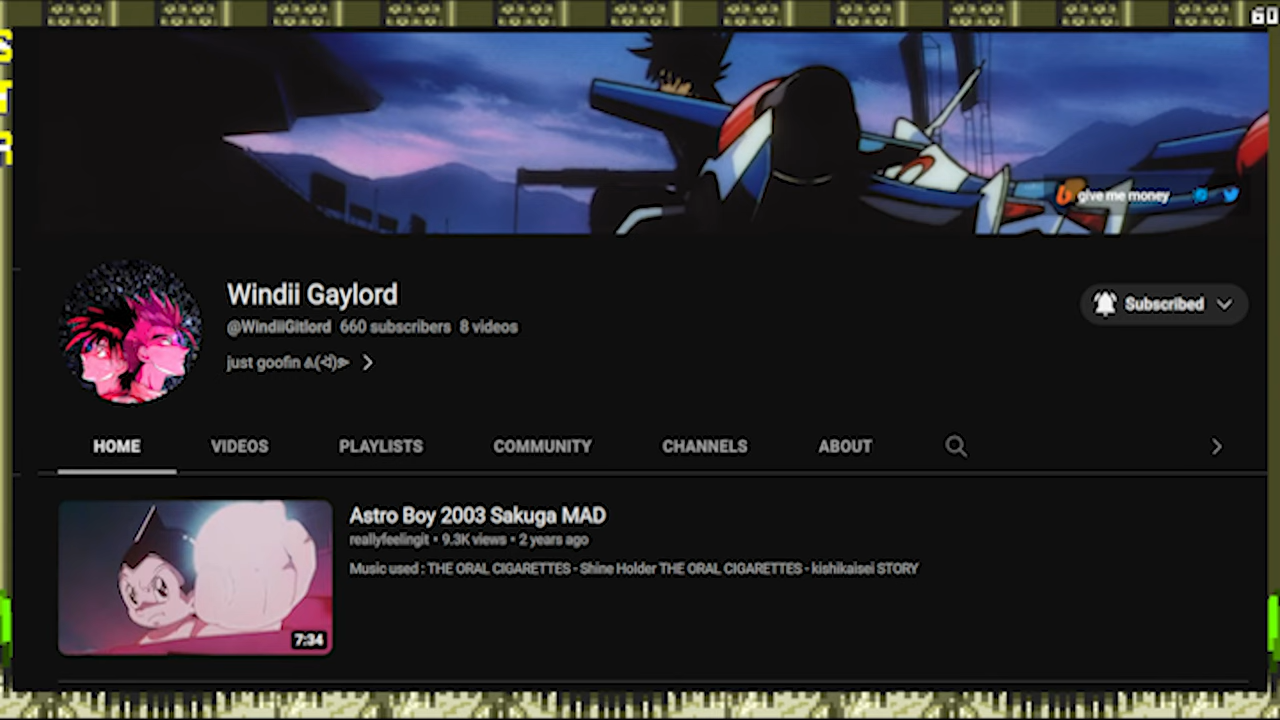 60
S
T
R
give me money
Windii Gaylord
@WindiiGitlord 660 subscribers 8 videos
just goofin
Subscribed
HOME VIDEOS PLAYLISTS COMMUNITY CHANNELS ABOUT
Astro Boy 2003 Sakuga MAD
reallyfeelingit • 9.3K views • 2 years ago
Music used : THE ORAL CIGARETTES - Shine Holder THE ORAL CIGARETTES - kishikaisei STORY
7:34